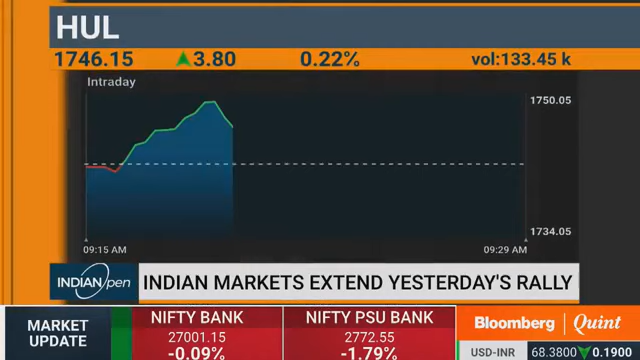 HUL
1746.15 3.80 0.22% vol:133.45 k
Intraday
1750.05
1734.05
09:15 AM 09:29 AM
INDIAN Open INDIAN MARKETS EXTEND YESTERDAY'S RALLY
MARKET UPDATE
NIFTY BANK
27001.15
-0.09%
NIFTY PSU BANK
2772.55
-1.79%
Bloomberg Quint
USD-INR 68.3800 0.1900